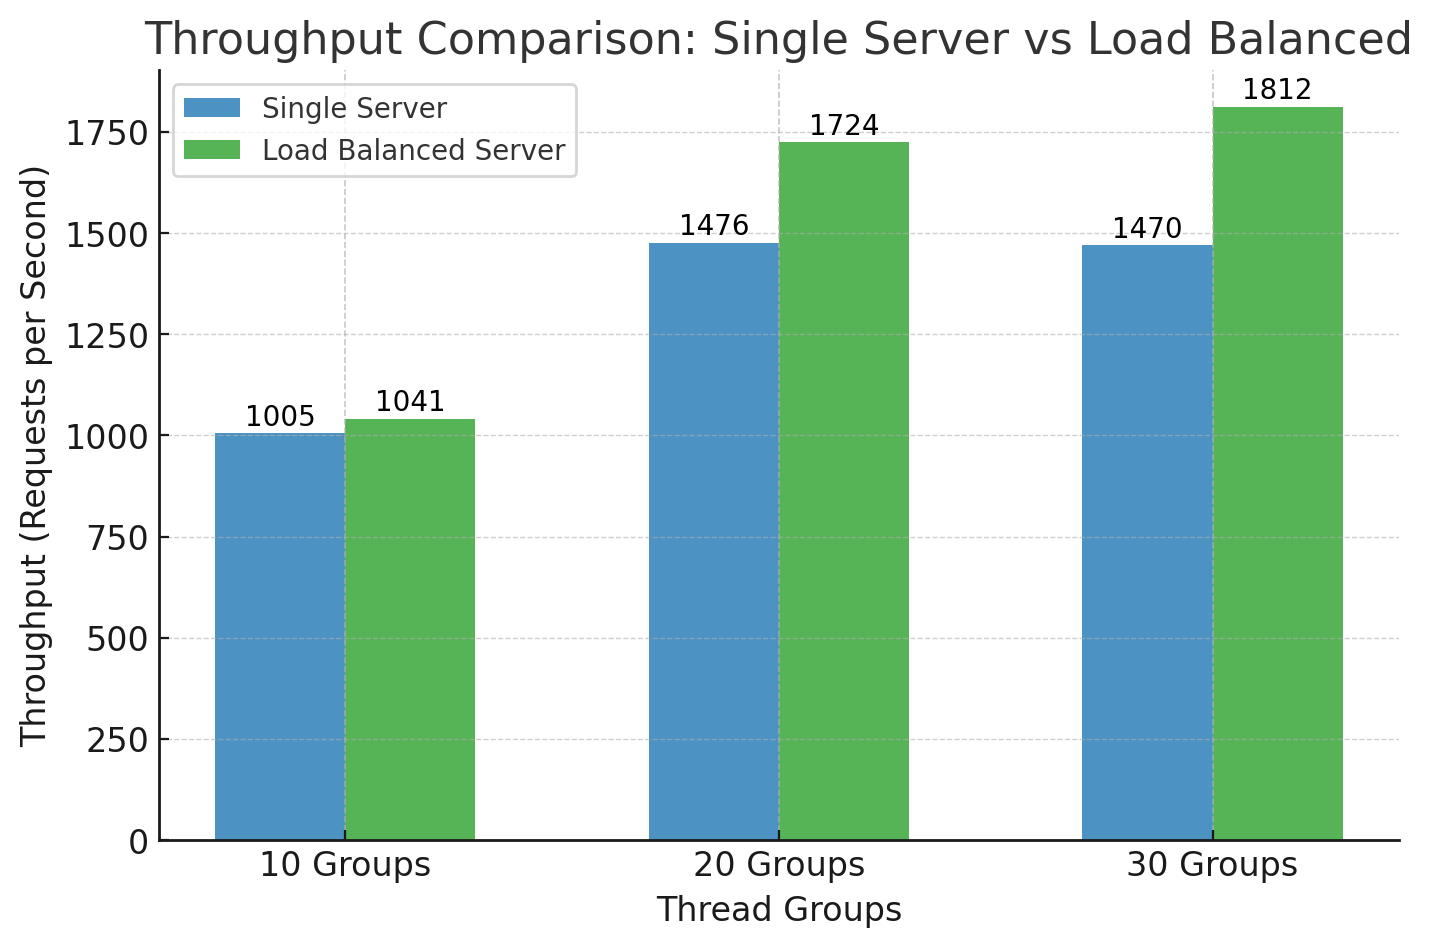 Throughput Comparison: Single Server vs Load Balanced
Single Server
Load Balanced Server
Throughput (Requests per Second)
1750
1500
1250
1000
750
500
250
0
1005
1041
1476
1724
1470
1812
10 Groups
20 Groups
30 Groups
Thread Groups